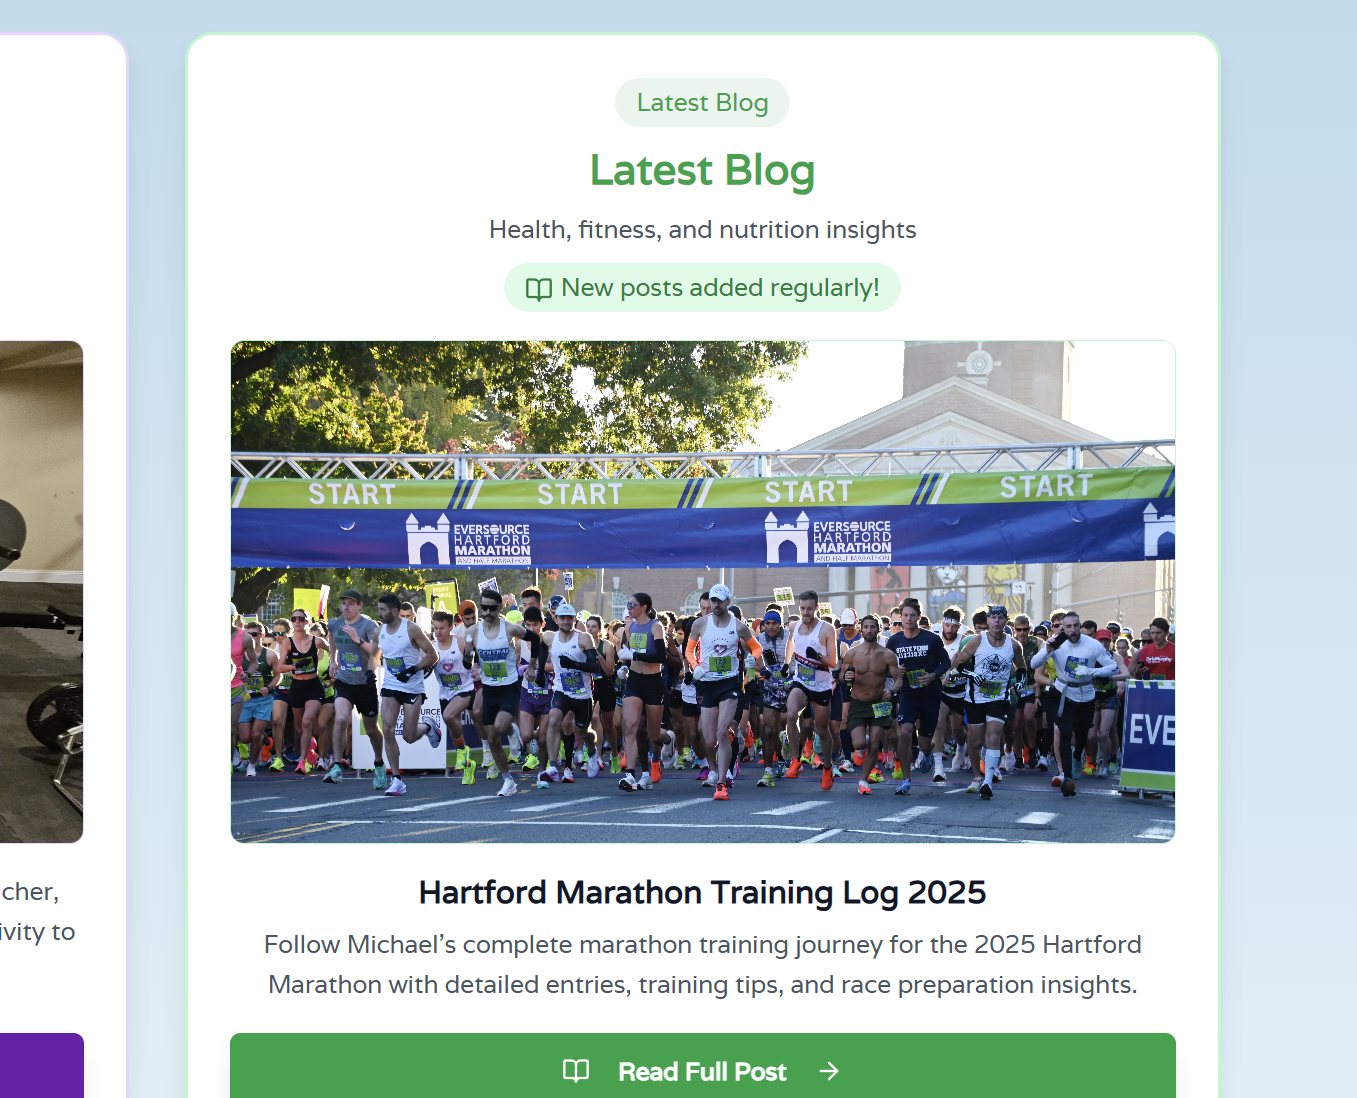 Latest Blog
Latest Blog
Health, fitness, and nutrition insights
New posts added regularly!
START START START START
EVERSOURCE
HARTFORD
MARATHON
AND HALF MARATHON
EVERSOURCE
HARTFORD
MARATHON
AND HALF MARATHON
EVE
cher,
ivity to
Hartford Marathon Training Log 2025
Follow Michael's complete marathon training journey for the 2025 Hartford
Marathon with detailed entries, training tips, and race preparation insights.
Read Full Post